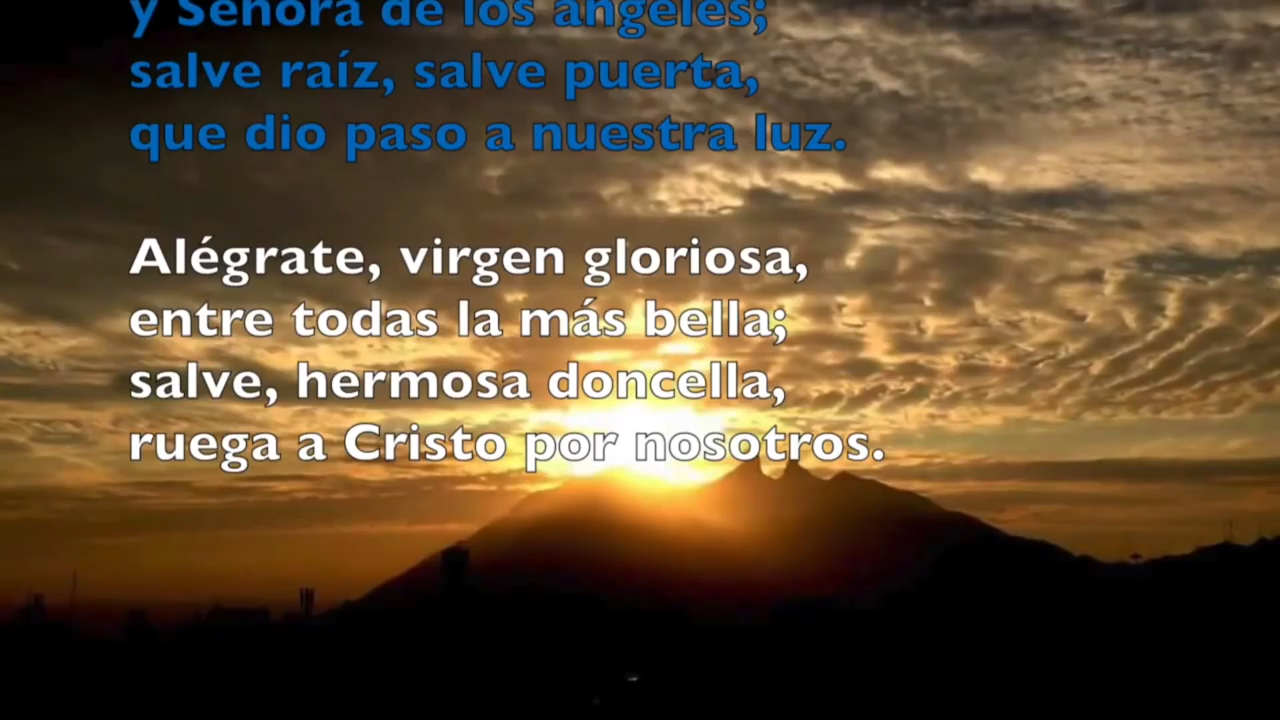 y Señora de los ángeles;
salve raíz, salve puerta,
que dio paso a nuestra luz.
Alégrate, virgen gloriosa,
entre todas la más bella;
salve, hermosa doncella,
ruega a Cristo por nosotros.